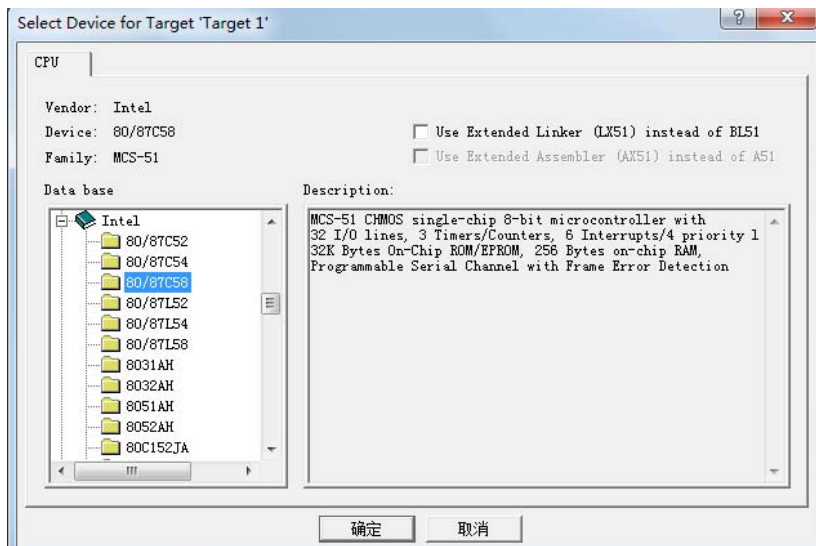 Select Device for Target 'Target 1'
CPU
Vendor: Intel
Device: 80/87C58
Family: MCS-51
Use Extended Linker (LX51) instead of BL51
Use Extended Assembler (AX51) instead of A51
Data base
Intel
80/87C52
80/87C54
80/87C58
80/87L52
80/87L54
80/87L58
8031AH
8032AH
8051AH
8052AH
80C152JA
Description:
MCS-51 CHMOS single-chip 8-bit microcontroller with
32 I/O lines, 3 Timers/Counters, 6 Interrupts/4 priority l
32K Bytes On-Chip ROM/EPROM, 256 Bytes on-chip RAM,
Programmable Serial Channel with Frame Error Detection
确定
取消